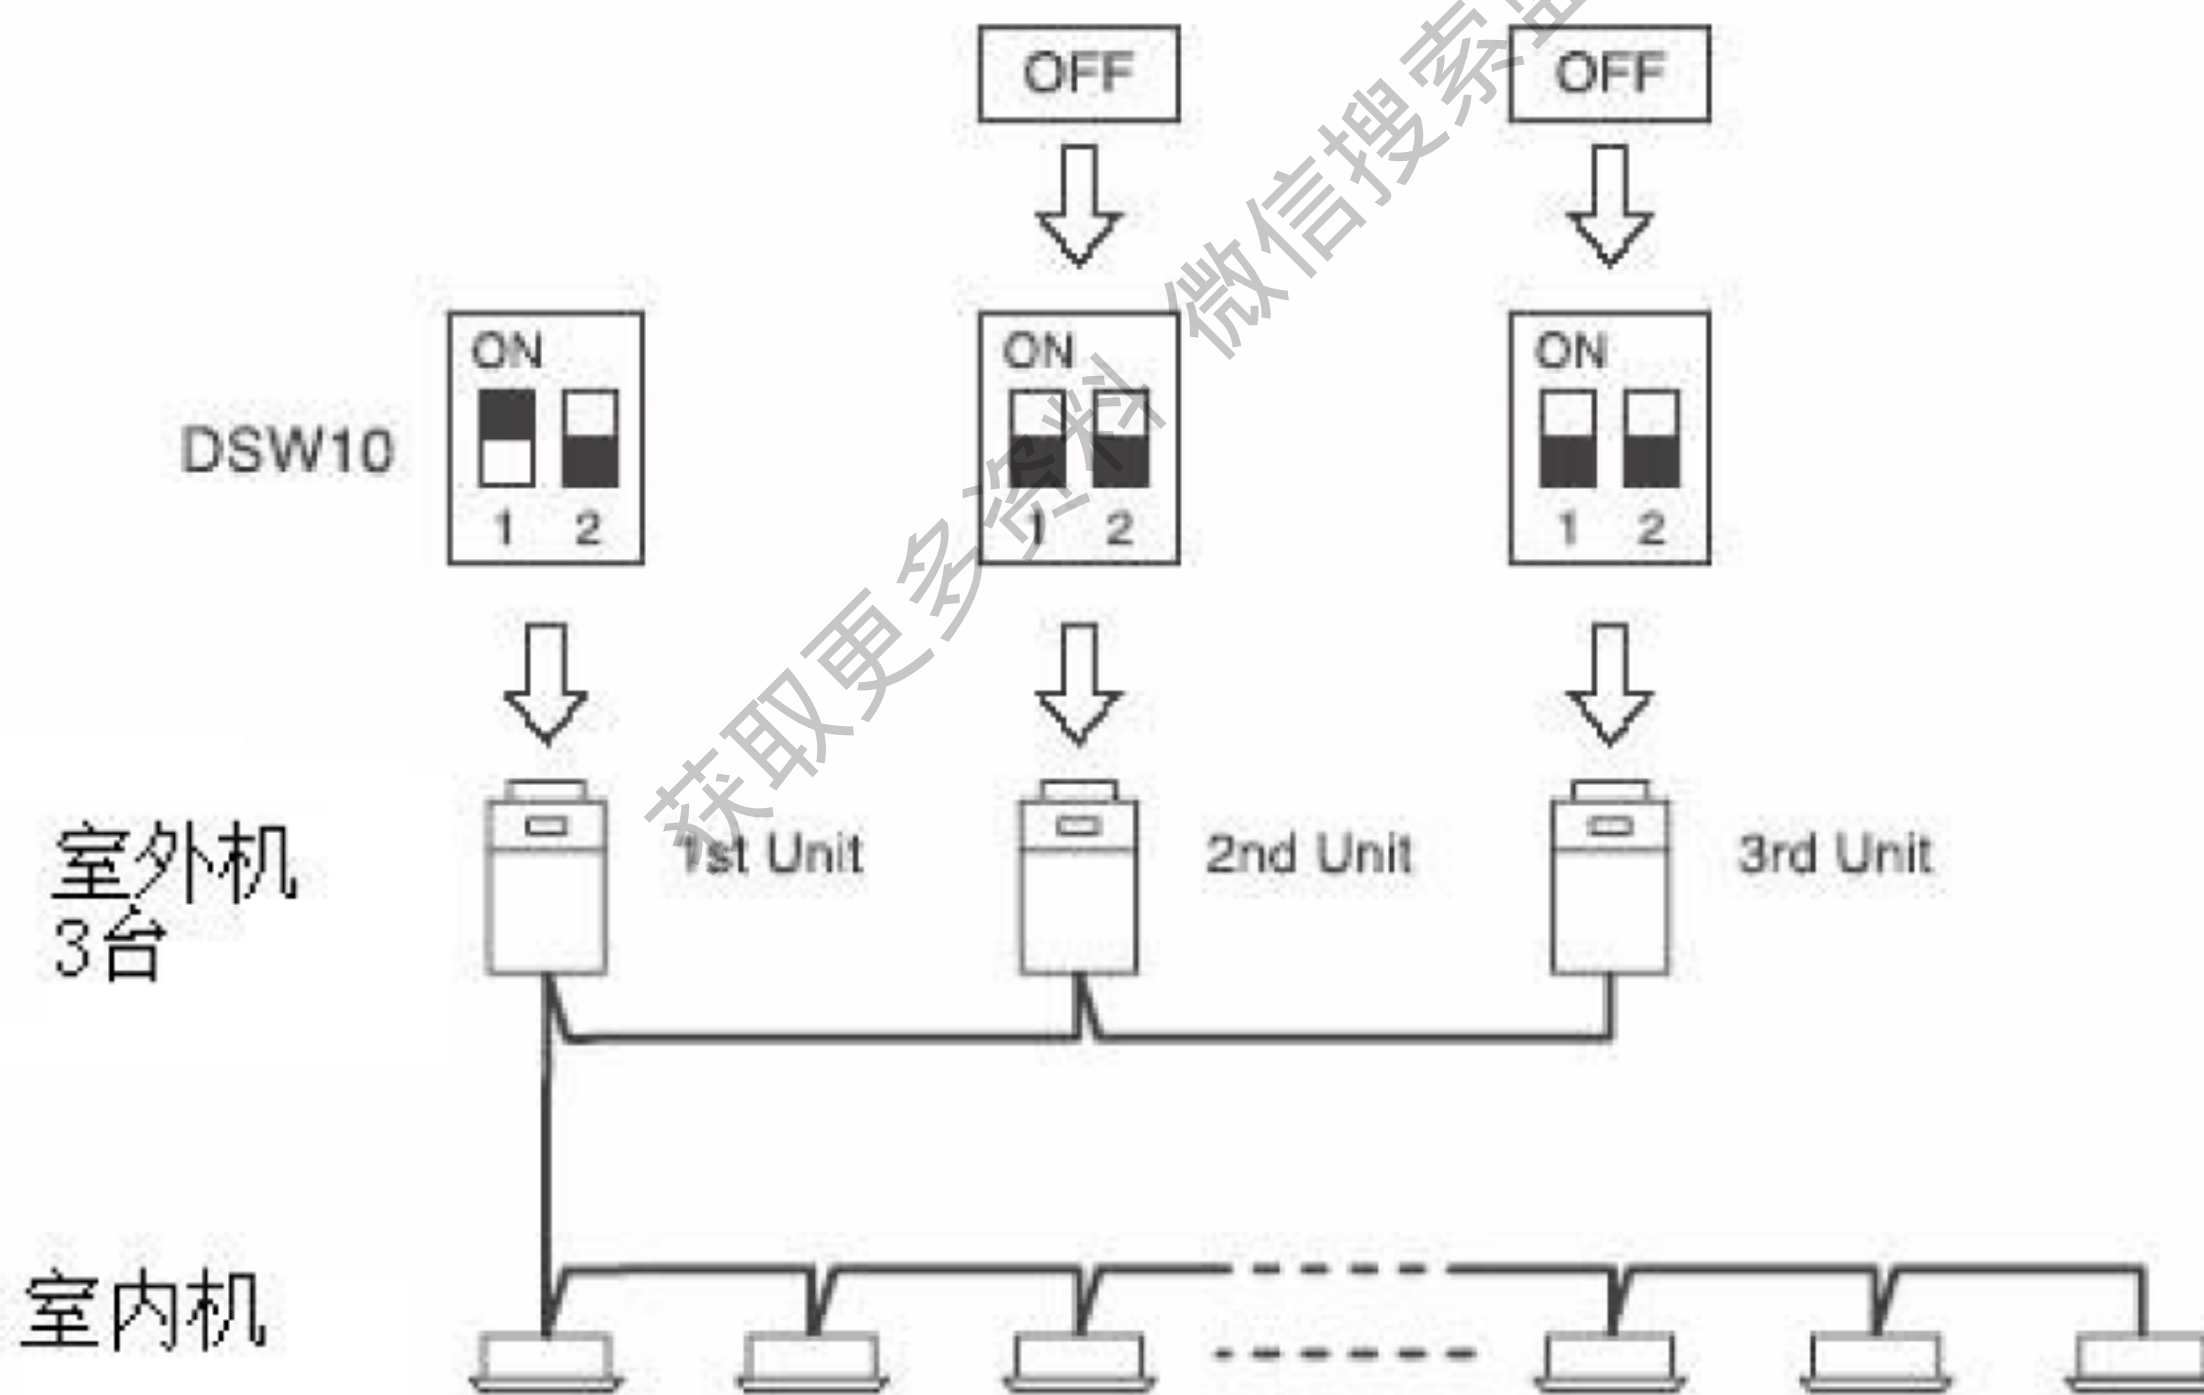 OFF OFF
ON ON ON
DSW10
1 2 1 2 1 2
室外机 1st Unit 2nd Unit 3rd Unit
3台
室内机
获取更多资料 微信搜索